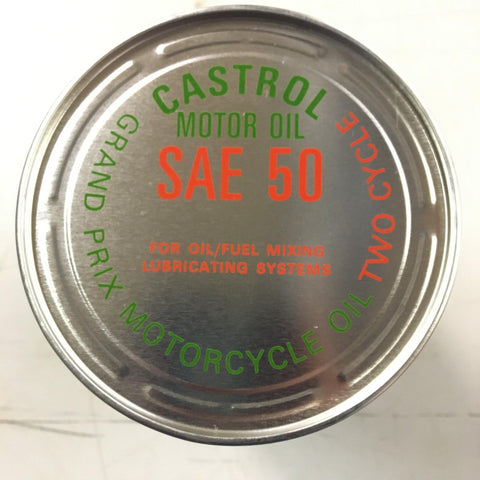 CASTROL
MOTOR OIL
SAE 50
FOR OIL/FUEL MIXING
LUBRICATING SYSTEMS
GRAND PRIX MOTORCYCLE OIL TWO CYCLE